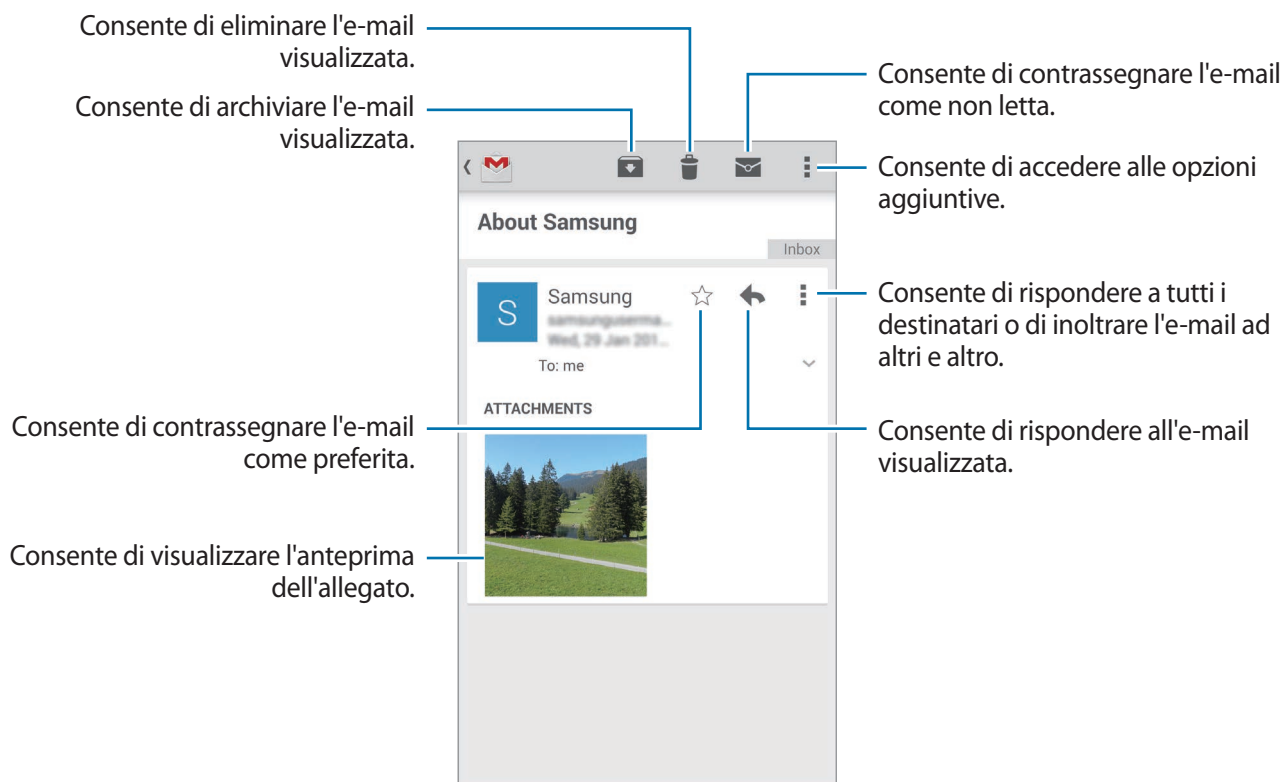 Consente di eliminare l'e-mail
visualizzata.
Consente di archiviare l'e-mail
visualizzata.
Consente di contrassegnare l'e-mail
come non letta.
Consente di accedere alle opzioni
aggiuntive.
About Samsung
Inbox
S
Samsung
To: me
ATTACHMENTS
Consente di rispondere a tutti i
destinatari o di inoltrare l'e-mail ad
altri e altro.
Consente di contrassegnare l'e-mail
come preferita.
Consente di rispondere all'e-mail
visualizzata.
Consente di visualizzare l'anteprima
dell'allegato.